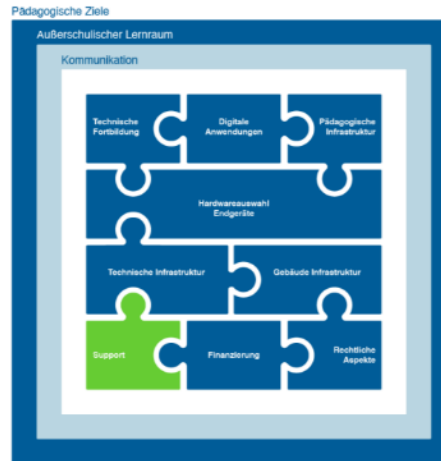 Pädagogische Ziele
Außerschulischer Lernraum
Kommunikation
Technische
Fortbildung
Digitale
Anwendungen
Pädagogische
Infrastruktur
Hardwareauswahl
Endgeräte
Technische Infrastruktur
Gebäude Infrastruktur
Support
Finanzierung
Rechtliche
Aspekte